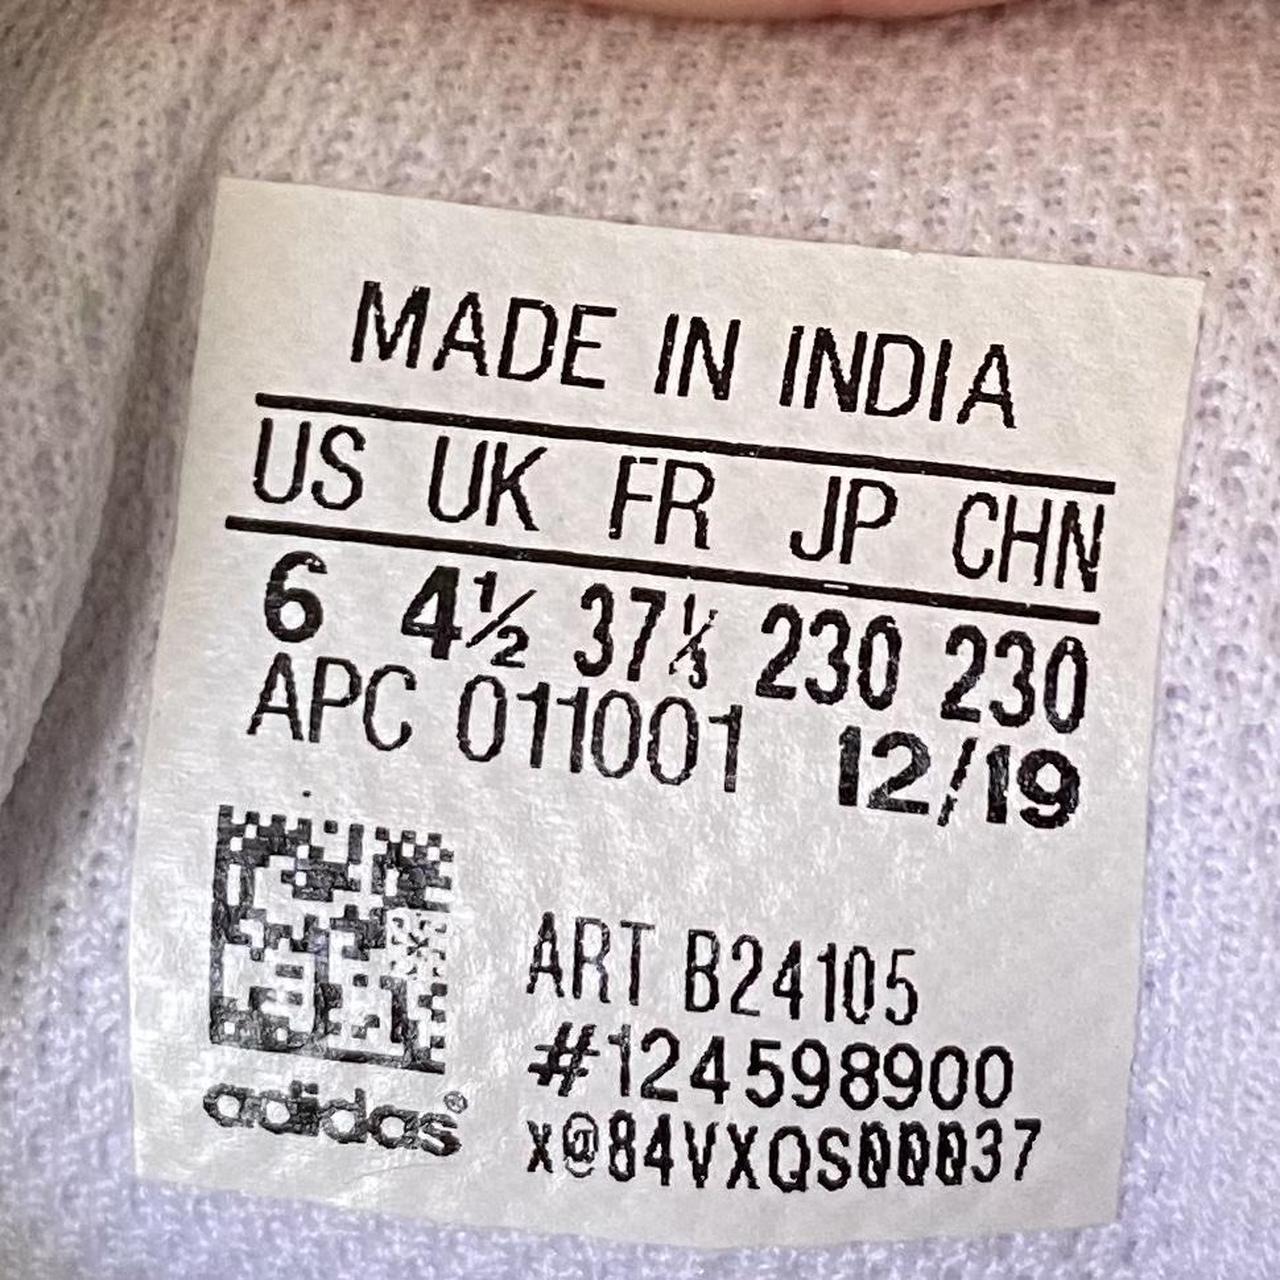 MADE IN INDIA
US UK FR JP CHN
6 4½ 37⅓ 230 230
APC 011001 12/19
ART B24105
#124598900
x@84VXQS00037
adidas®